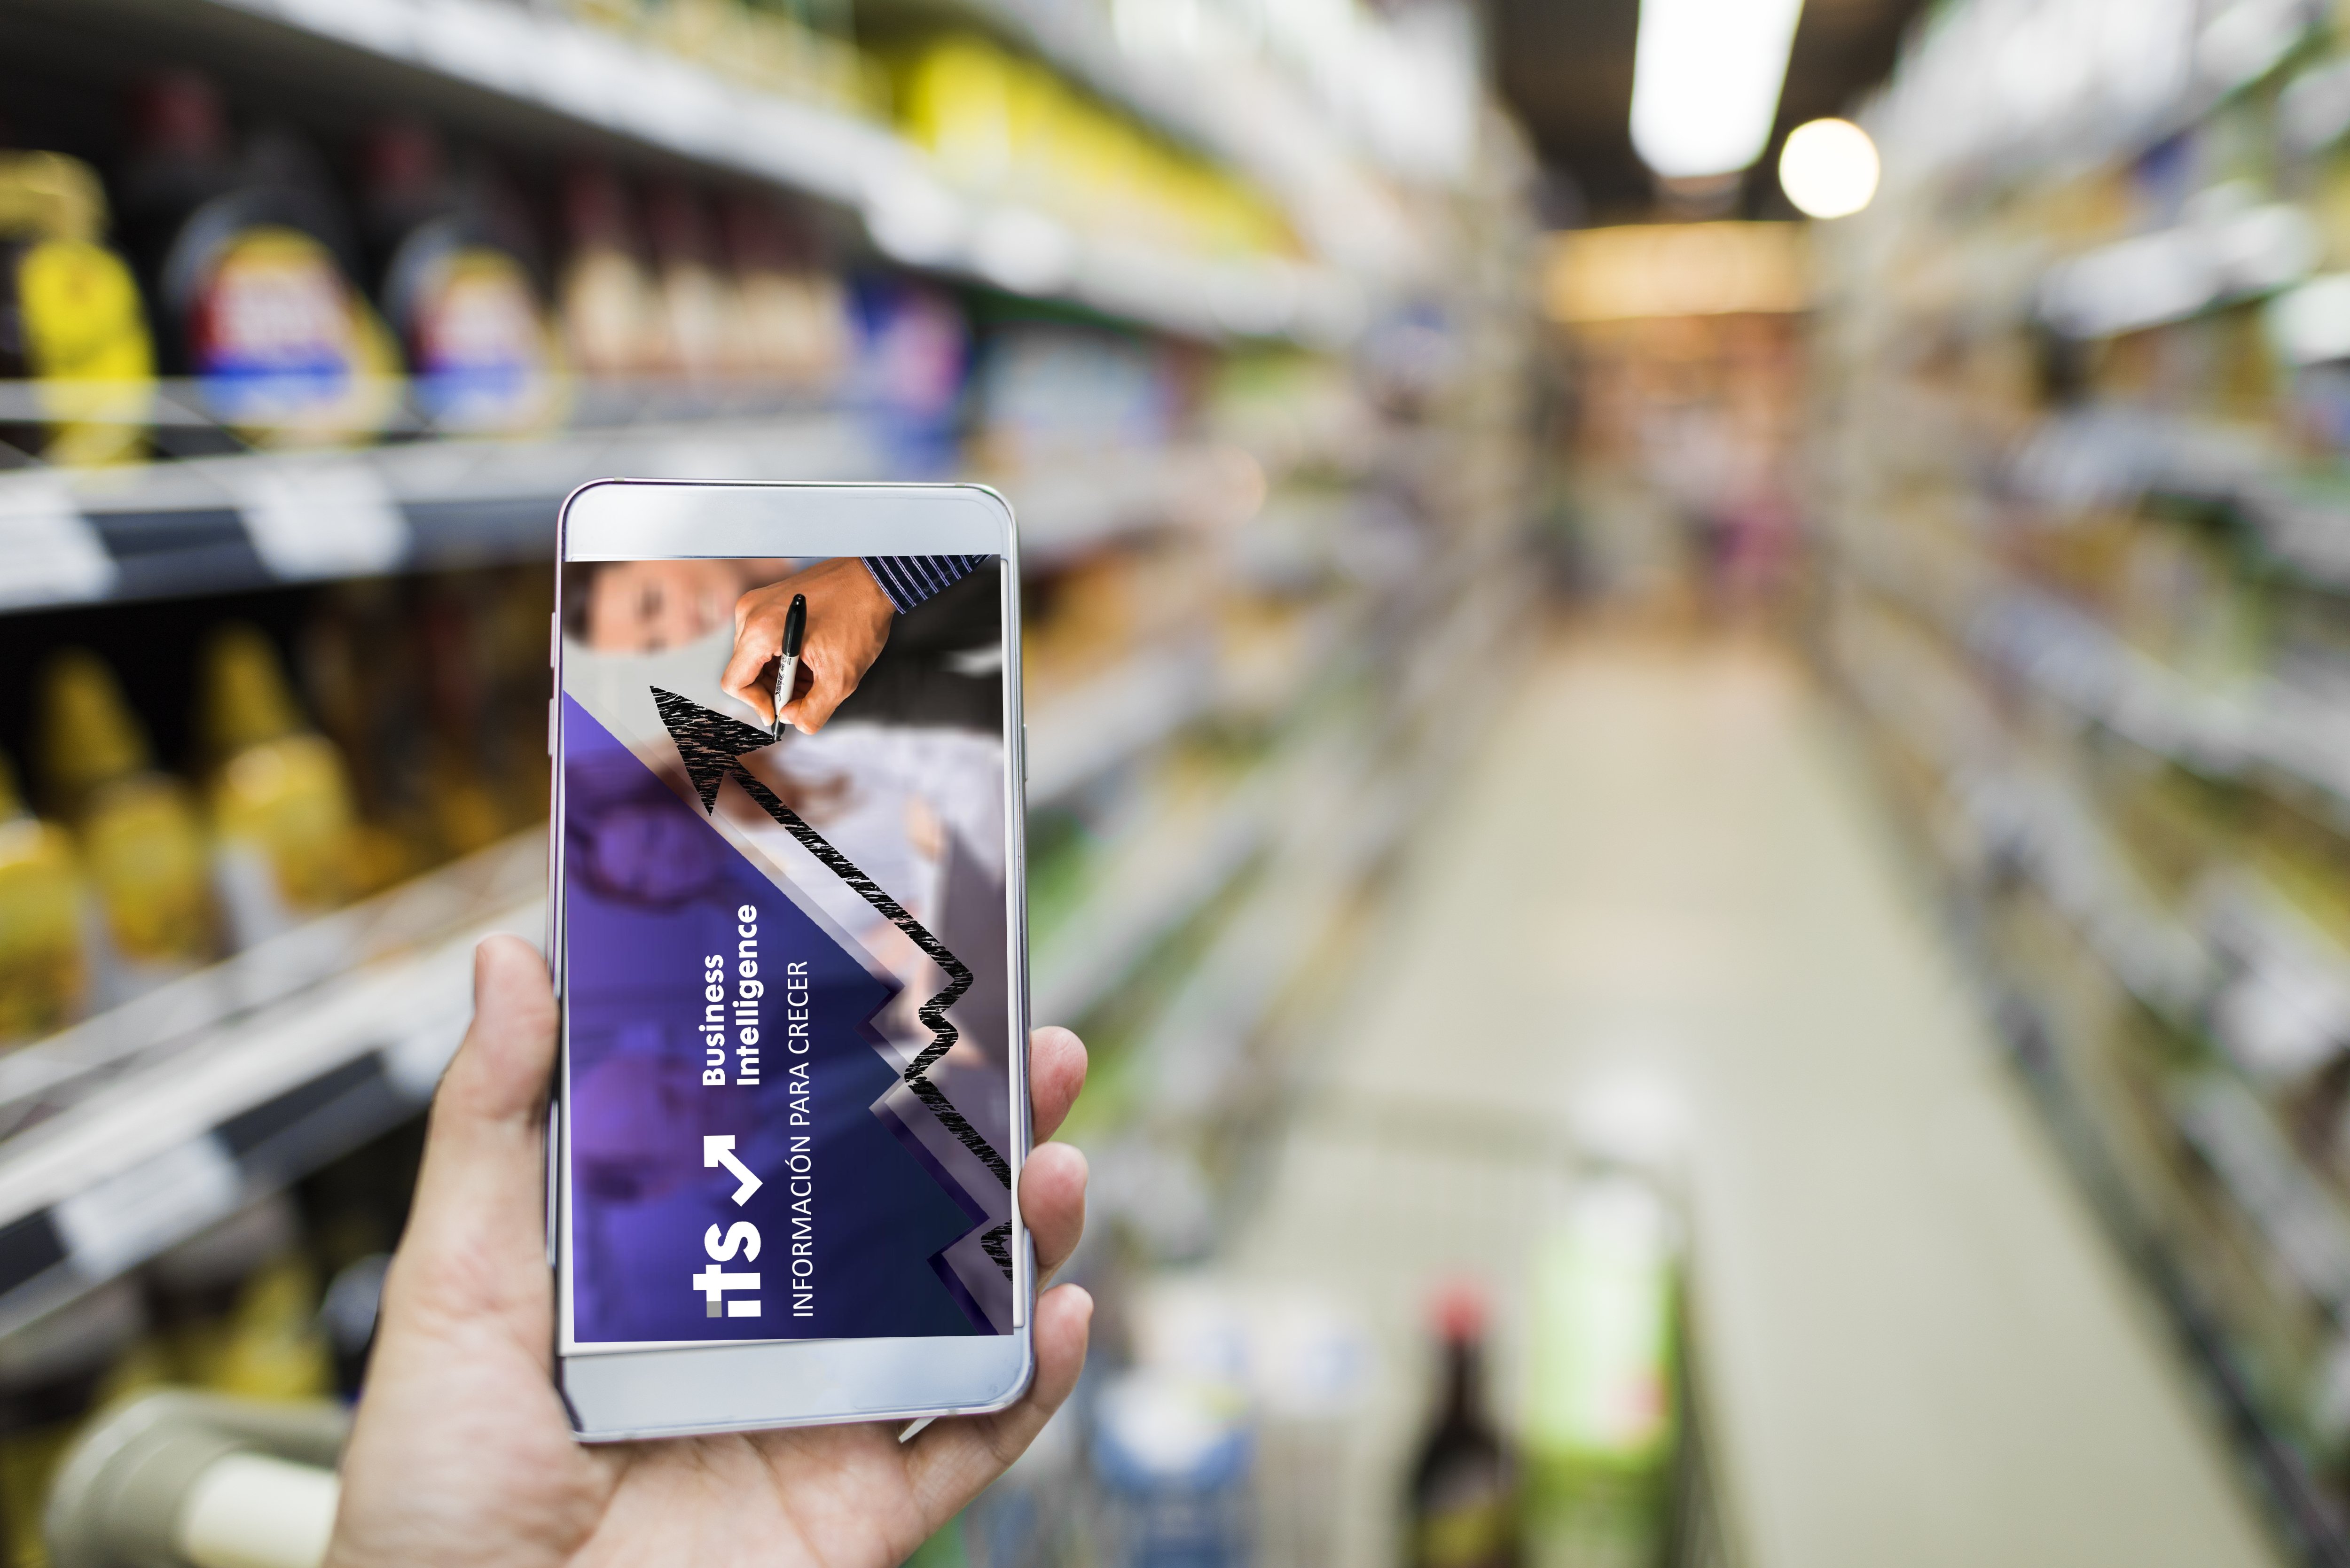 its
Business
Intelligence
INFORMACIÓN PARA CRECER